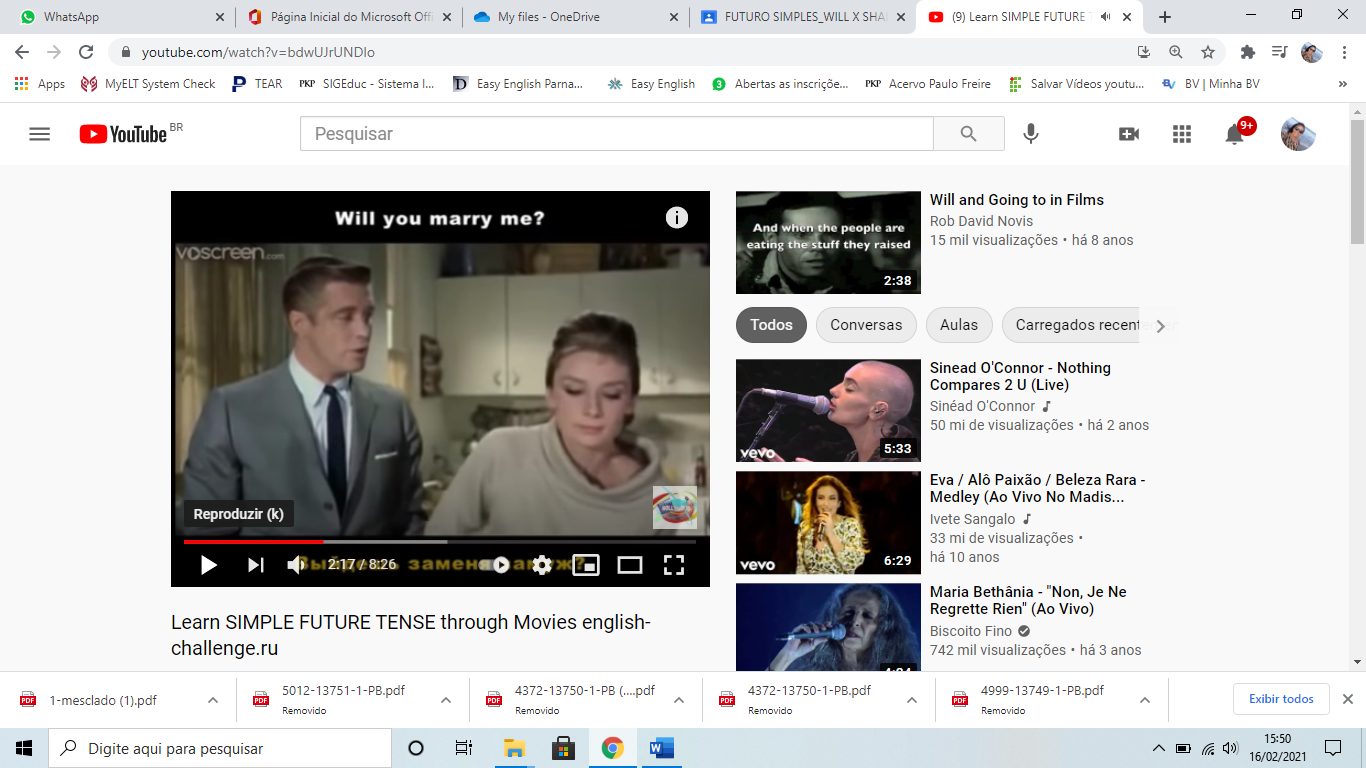 WhatsApp
Página Inicial do Microsoft Offi
My files - OneDrive
FUTURO SIMPLES_WILL X SHA
(9) Learn SIMPLE FUTURE T
youtube.com/watch?v=bdwUJrUNDIo
Apps
MyELT System Check
TEAR
PKP SIGEduc - Sistema I...
Easy English Parna...
Easy English
3 Abertas as inscriçõe...
PKP Acervo Paulo Freire
Salvar Vídeos youtu...
BV | Minha BV
»
YouTube BR
Pesquisar
9+
Will you marry me?
voscreen.com
Reproduzir (k)
2:17 / 8:26
Learn SIMPLE FUTURE TENSE through Movies english-
challenge.ru
And when the people are
eating the stuff they raised
2:38
Will and Going to in Films
Rob David Novis
15 mil visualizações • há 8 anos
Todos
Conversas
Aulas
Carregados recent
vevo
5:33
Sinead O'Connor - Nothing
Compares 2 U (Live)
Sinéad O'Connor
50 mi de visualizações • há 2 anos
vevo
6:29
Eva / Alô Paixão / Beleza Rara -
Medley (Ao Vivo No Madis...
Ivete Sangalo
33 mi de visualizações •
há 10 anos
Maria Bethânia - "Non, Je Ne
Regrette Rien" (Ao Vivo)
Biscoito Fino
742 mil visualizações • há 3 anos
PDF 1-mesclado (1).pdf
PDF 5012-13751-1-PB.pdf
Removido
PDF 4372-13750-1-PB (....pdf
Removido
PDF 4372-13750-1-PB.pdf
Removido
PDF 4999-13749-1-PB.pdf
Removido
Exibir todos
Digite aqui para pesquisar
15:50
16/02/2021